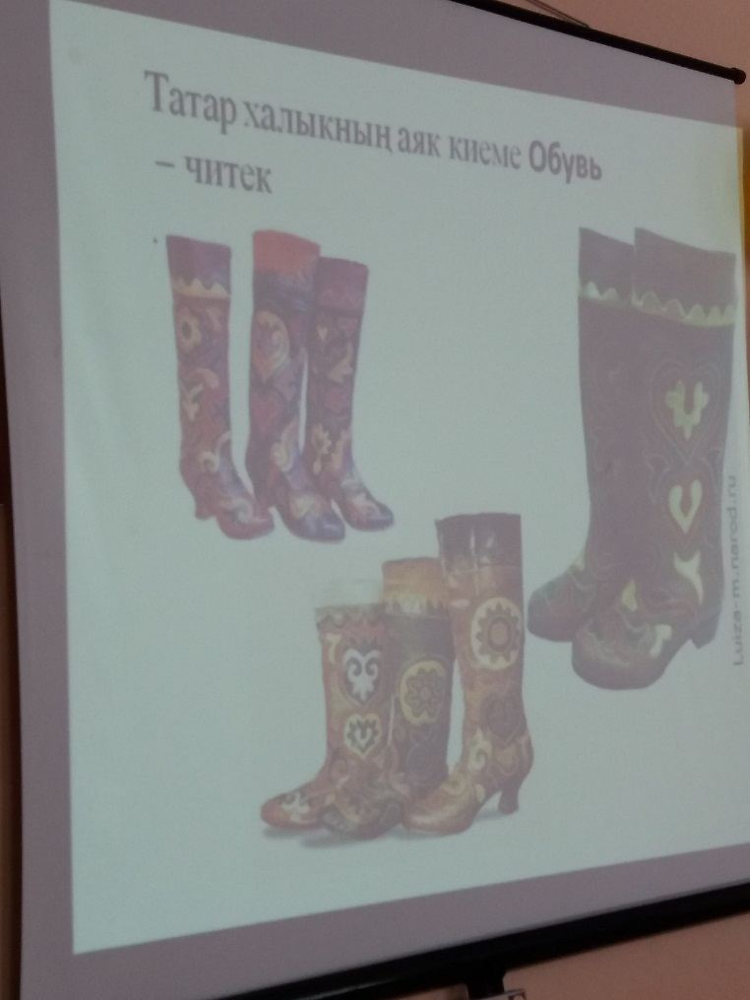 Татар халыкның аяк киеме Обувь
– читек
Luiza-m.narod.ru